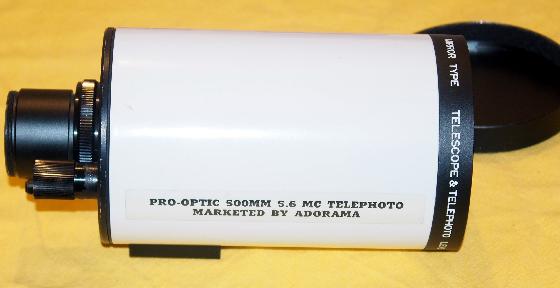 PRO-OPTIC 500MM 5.6 MC TELEPHOTO
MARKETED BY ADORAMA
MIRROR TYPE TELESCOPE & TELEPHOTO